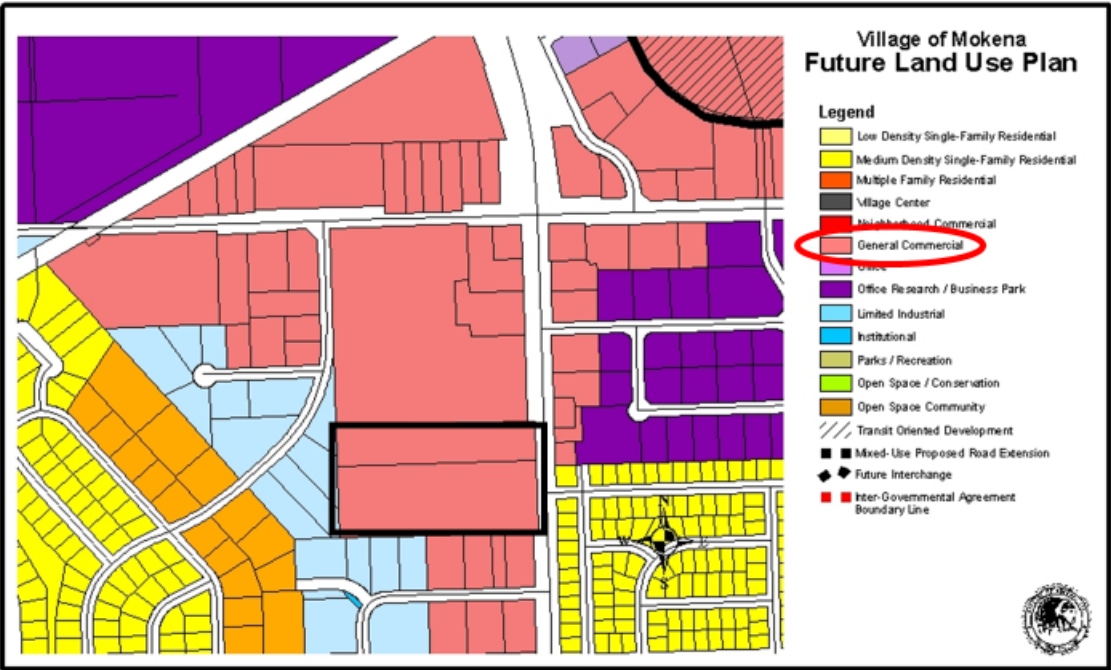 Village of Mokena
Future Land Use Plan
Legend
Low Density Single-Family Residential
Medium Density Single-Family Residential
Multiple Family Residential
Village Center
Neighborhood Commercial
General Commercial
Office
Office Research / Business Park
Limited Industrial
Institutional
Parks / Recreation
Open Space / Conservation
Open Space Community
Transit Oriented Development
Mixed-Use Proposed Road Extension
Future Interchange
Inter-Governmental Agreement
Boundary Line
N
W
S